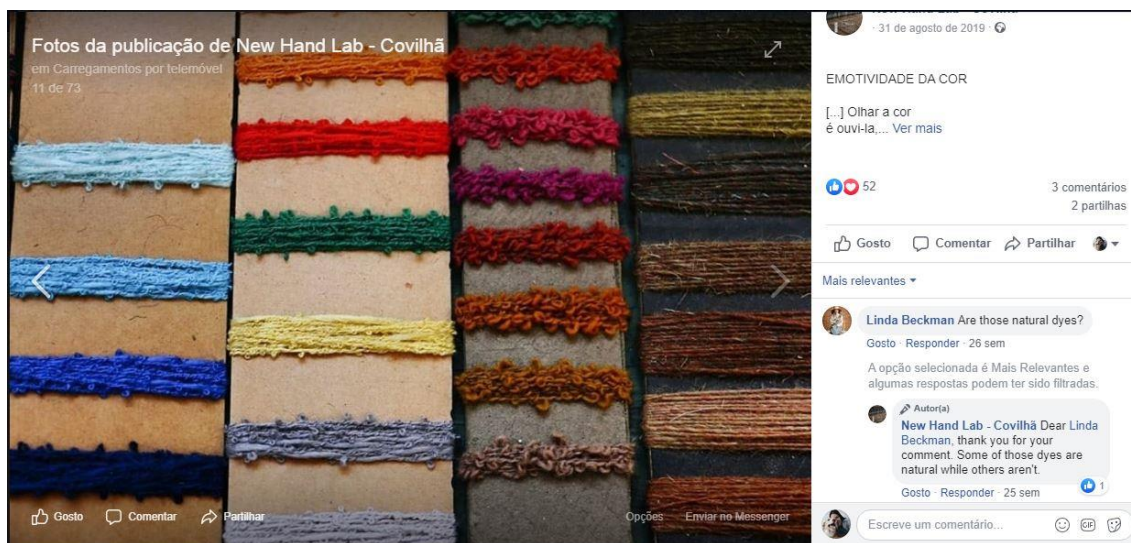 Fotos da publicação de New Hand Lab - Covilhã
em Carregamentos por telemóvel
11 de 73
Gosto Comentar Partilhar
Opções Enviar no Messenger
New Hand Lab - Covilhã
· 31 de agosto de 2019 ·
EMOTIVIDADE DA COR
[...] Olhar a cor
é ouvi-la,... Ver mais
52
3 comentários
2 partilhas
Gosto Comentar Partilhar
Mais relevantes
Linda Beckman Are those natural dyes?
Gosto · Responder · 26 sem
A opção selecionada é Mais Relevantes e
algumas respostas podem ter sido filtradas.
Autor(a)
New Hand Lab - Covilhã Dear Linda
Beckman, thank you for your
comment. Some of those dyes are
natural while others aren't.
1
Gosto · Responder · 25 sem
Escreve um comentário...
GIF